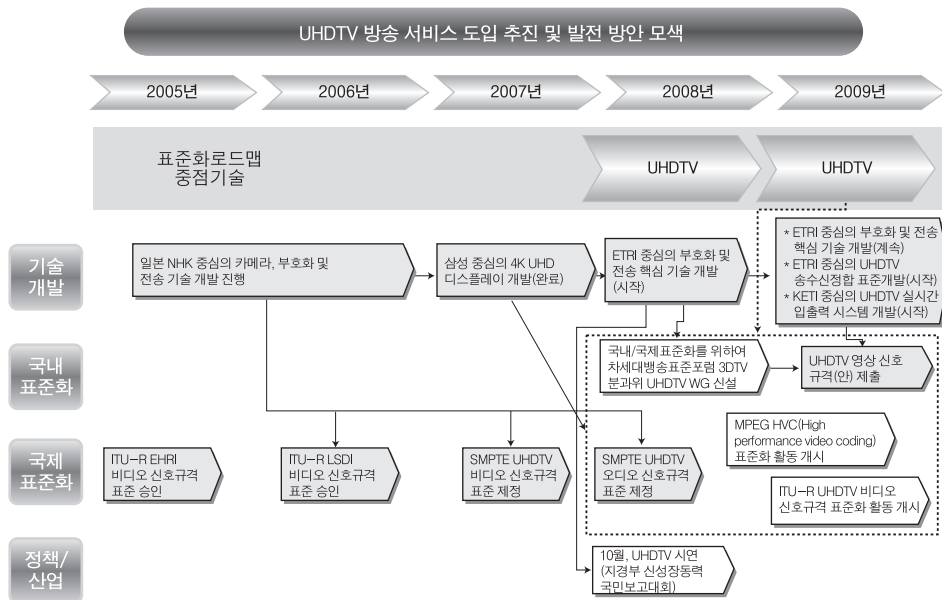 UHDTV 방송 서비스 도입 추진 및 발전 방안 모색
2005년
2006년
2007년
2008년
2009년
표준화로드맵
중점기술
UHDTV
UHDTV
기술
개발
일본 NHK 중심의 카메라, 부호화 및
전송 기술 개발 진행
삼성 중심의 4K UHD
디스플레이 개발(완료)
ETRI 중심의 부호화 및
전송 핵심 기술 개발
(시작)
* ETRI 중심의 부호화 및 전송
핵심 기술 개발(계속)
* ETRI 중심의 UHDTV
송수신정합 표준개발(시작)
* KETI 중심의 UHDTV 실시간
입출력 시스템 개발(시작)
국내
표준화
국내/국제표준화를 위하여
차세대뱅송표준포럼 3DTV
분과위 UHDTV WG 신설
UHDTV 영상 신호
규격(안) 제출
국제
표준화
ITU-R EHRI
비디오 신호규격
표준 승인
ITU-R LSDI
비디오 신호규격
표준 승인
SMPTE UHDTV
비디오 신호규격
표준 제정
SMPTE UHDTV
오디오 신호규격
표준 제정
MPEG HVC(High
performance video coding)
표준화 활동 개시
ITU-R UHDTV 비디오
신호규격 표준화 활동 개시
정책/
산업
10월, UHDTV 시연
(지경부 신성장동력
국민보고대회)